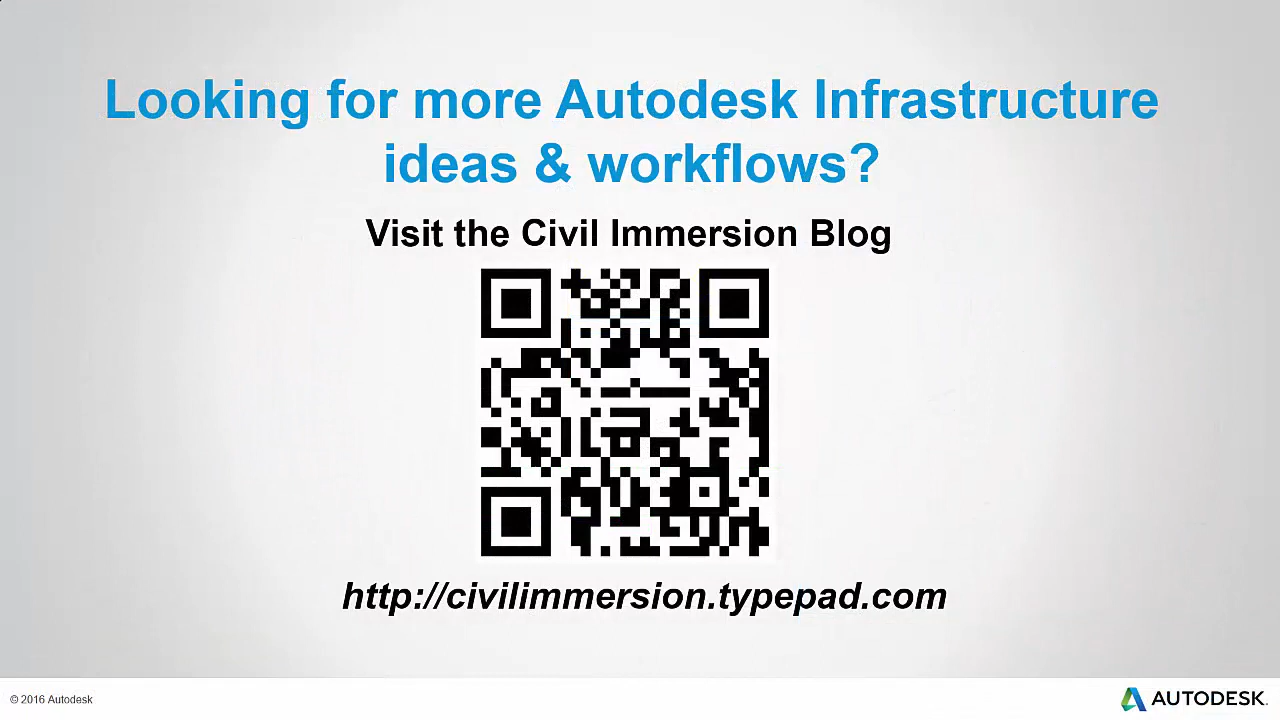 Looking for more Autodesk Infrastructure
ideas & workflows?
Visit the Civil Immersion Blog
http://civilimmersion.typepad.com
© 2016 Autodesk
AUTODESK.